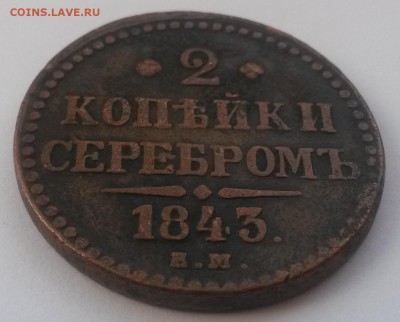 COINS.LAVE.RU
2
КОПѢЙКИ
СЕРЕБРОМЪ
1843.
Е.М.